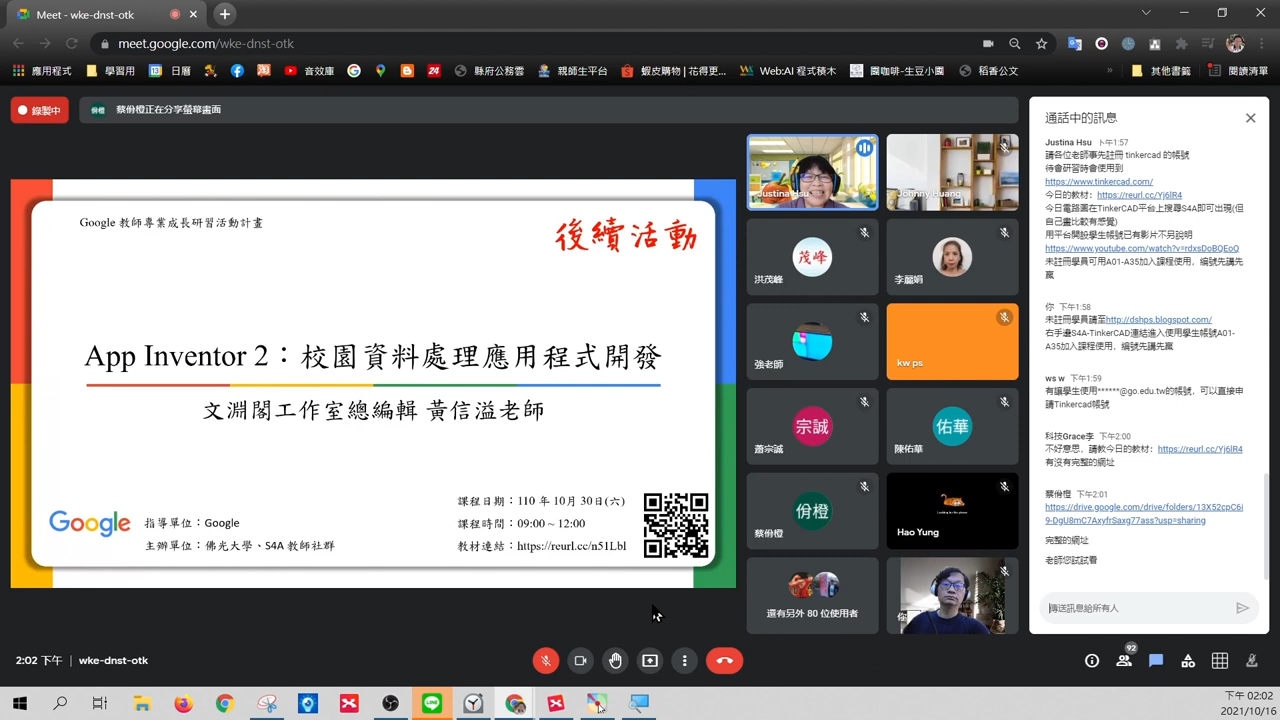 Meet - wke-dnst-otk
meet.google.com/wke-dnst-otk
應用程式 學習用 日曆 音效庫 24 縣府公雲雲 親師生平台 蝦皮購物 | 花得更... Web:AI 程式積木 園咖啡-生豆小園 稻香公文 » 其他書籤 閱讀清單
錄製中
份橙 蔡份橙正在分享螢幕畫面
Google 教師專業成長研習活動計畫
後續活動
App Inventor 2：校園資料處理應用程式開發
文淵閣工作室總編輯 黃信溢老師
Google
指導單位：Google
主辦單位：佛光大學、S4A 教師社群
課程日期：110 年 10月 30日(六)
課程時間：09:00 ~ 12:00
教材連結：https://reurl.cc/n51Lbl
Justina Hsu
Johnny Huang
茂峰
洪茂峰
李麗娟
強老師
kw ps
宗誠
蕭宗誠
佑華
陳佑華
份橙
蔡份橙
Hao Yung
還有另外 80 位使用者
你
通話中的訊息
Justina Hsu 下午1:57
請各位老師事先註冊 tinkercad 的帳號
待會研習時會使用到
https://www.tinkercad.com/
今日的教材：https://reurl.cc/Yj6lR4
今日電路圖在TinkerCAD平台上搜尋S4A即可出現(但
自己畫比較有感覺)
用平台開設學生帳號已有影片不另說明
https://www.youtube.com/watch?v=rdxsDoBQEoQ
未註冊學員可用A01-A35加入課程使用，編號先講先
贏
你 下午1:58
未註冊學員請至http://dshps.blogspot.com/
右手邊S4A-TinkerCAD連結進入使用學生帳號A01-
A35加入課程使用，編號先講先贏
ws w 下午1:59
有讓學生使用******@go.edu.tw的帳號，可以直接申
請Tinkercad帳號
科技Grace李 下午2:00
不好意思，請教今日的教材：https://reurl.cc/Yj6lR4
有沒有完整的網址
蔡份橙 下午2:01
https://drive.google.com/drive/folders/13X52cpC6i
9-DgU8mC7AxyfrSaxg77ass?usp=sharing
完整的網址
老師您試試看
傳送訊息給所有人
2:02 下午 | wke-dnst-otk
92
下午 02:02
2021/10/16